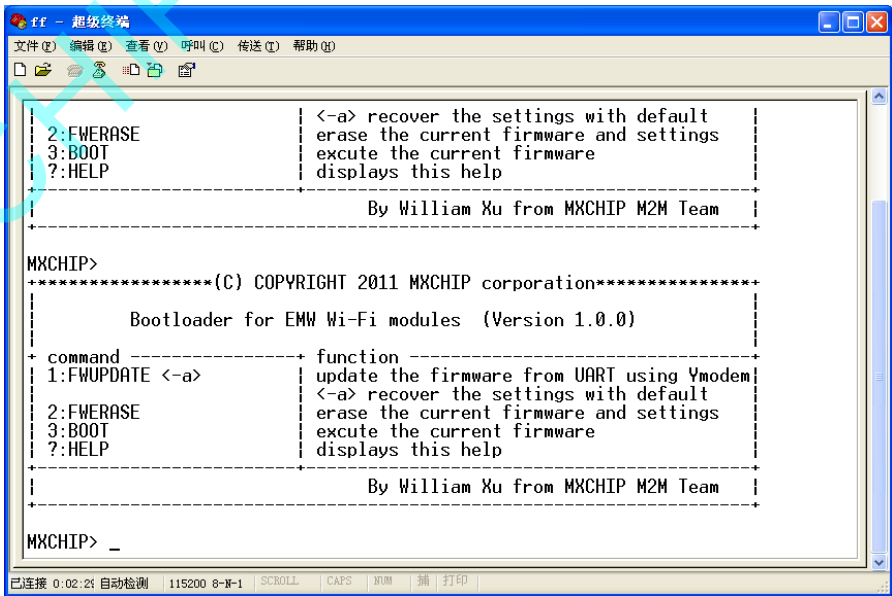 ff - 超级终端
文件(F) 编辑(E) 查看(V) 呼叫(C) 传送(T) 帮助(H)
<-a> recover the settings with default
2:FWERASE | erase the current firmware and settings
3:BOOT | excute the current firmware
?:HELP | displays this help
By William Xu from MXCHIP M2M Team
MXCHIP>
+******************(C) COPYRIGHT 2011 MXCHIP corporation***************+
Bootloader for EMW Wi-Fi modules (Version 1.0.0)
+ command ----------------+ function ---------------------------------+
1:FWUPDATE <-a> | update the firmware from UART using Ymodem|
<-a> recover the settings with default
2:FWERASE | erase the current firmware and settings
3:BOOT | excute the current firmware
?:HELP | displays this help
By William Xu from MXCHIP M2M Team
MXCHIP> _
已连接 0:02:29 自动检测 115200 8-N-1 SCROLL CAPS NUM 捕 打印
CHIP